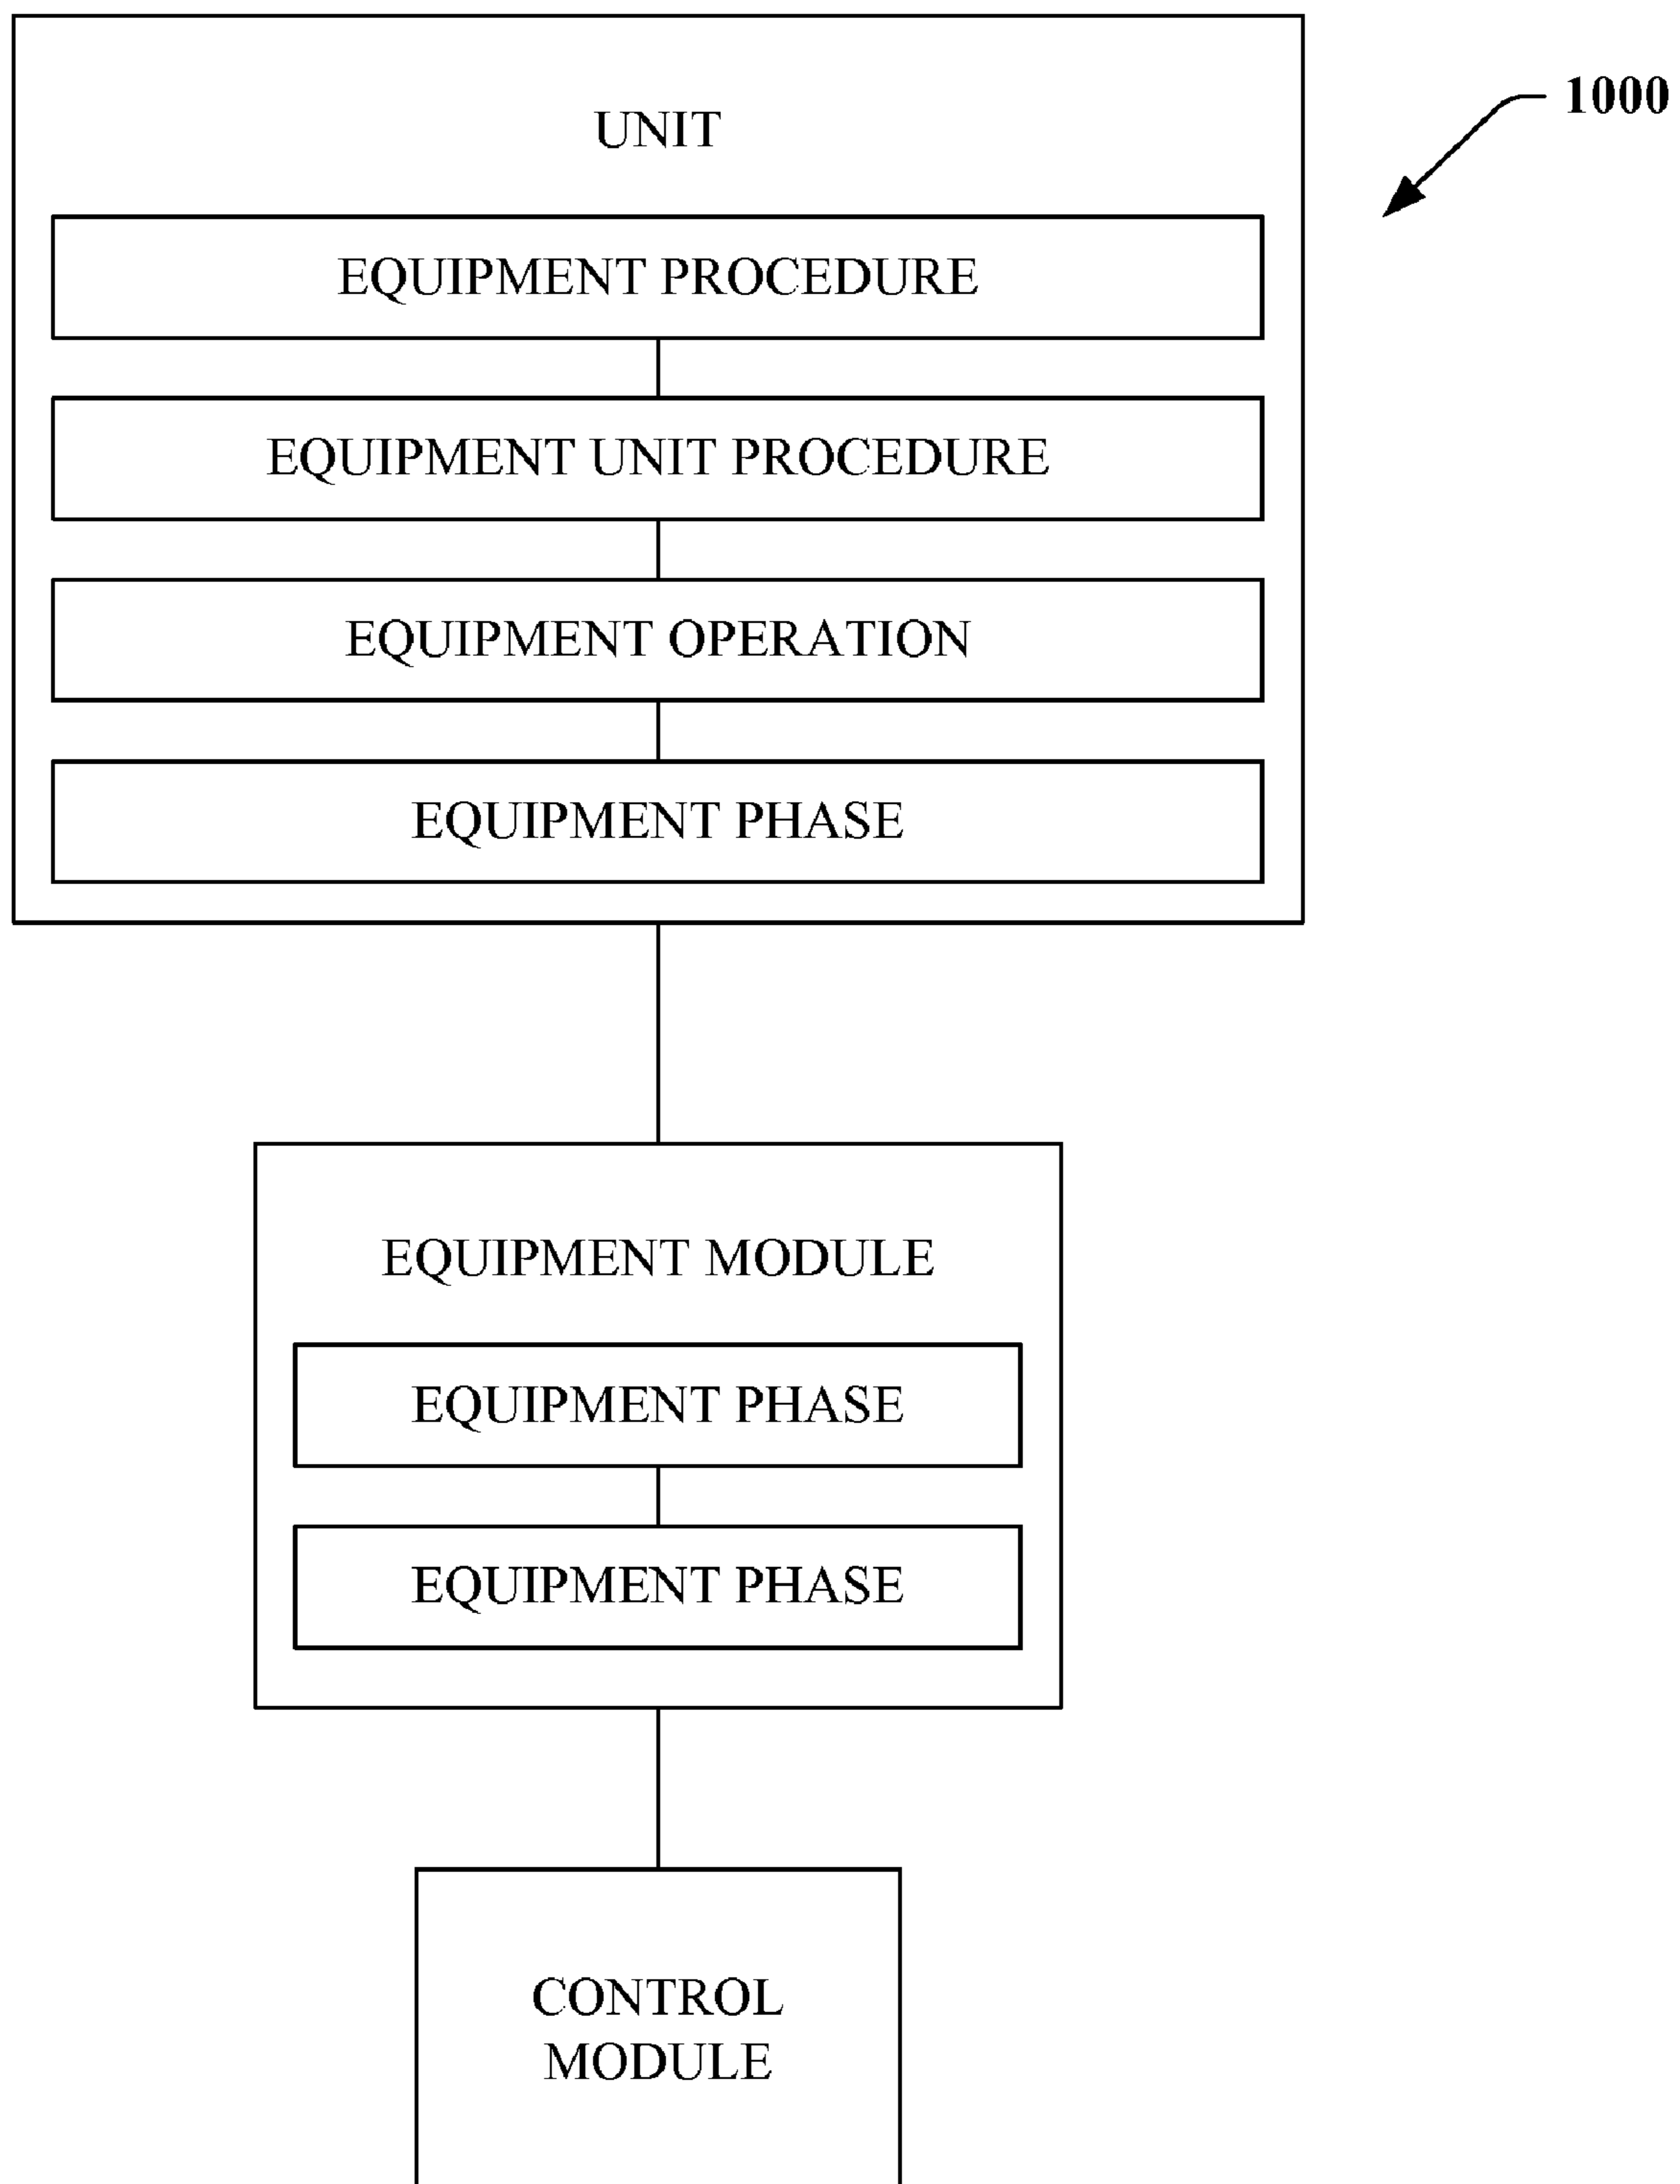 1000
UNIT
EQUIPMENT PROCEDURE
EQUIPMENT UNIT PROCEDURE
EQUIPMENT OPERATION
EQUIPMENT PHASE
EQUIPMENT MODULE
EQUIPMENT PHASE
EQUIPMENT PHASE
CONTROL
MODULE